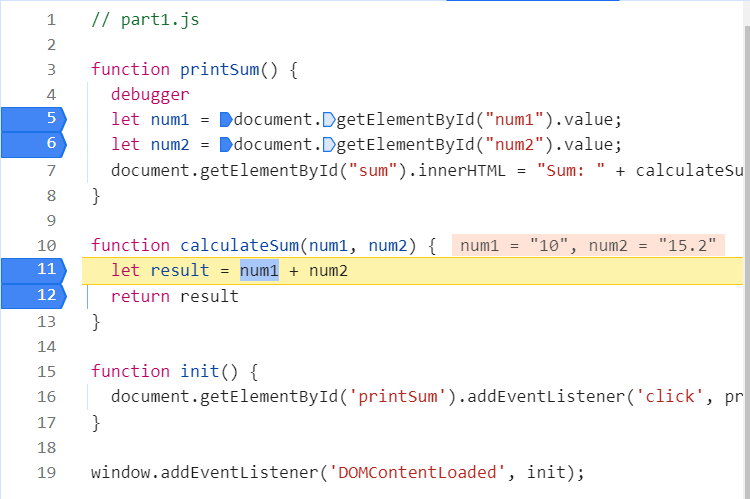 1 // part1.js
2
3 function printSum() {
4 debugger
5 let num1 = document.getElementById("num1").value;
6 let num2 = document.getElementById("num2").value;
7 document.getElementById("sum").innerHTML = "Sum: " + calculateSu
8 }
9
10 function calculateSum(num1, num2) { num1 = "10", num2 = "15.2"
11 let result = num1 + num2
12 return result
13 }
14
15 function init() {
16 document.getElementById('printSum').addEventListener('click', pr
17 }
18
19 window.addEventListener('DOMContentLoaded', init);